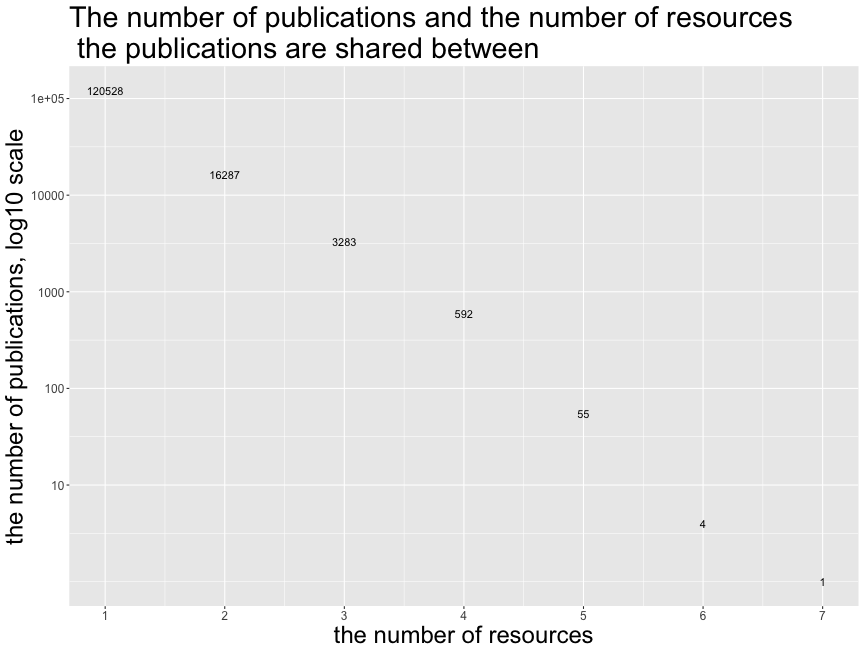 The number of publications and the number of resources
the publications are shared between
the number of publications, log10 scale
1e+05
10000
1000
100
10
120528
16287
3283
592
55
4
1
1 2 3 4 5 6 7
the number of resources